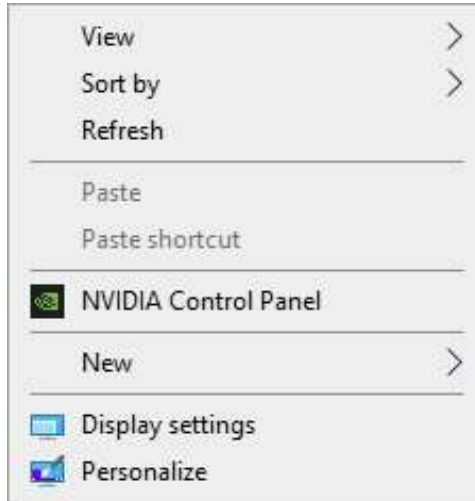 View
Sort by
Refresh
Paste
Paste shortcut
NVIDIA Control Panel
New
Display settings
Personalize